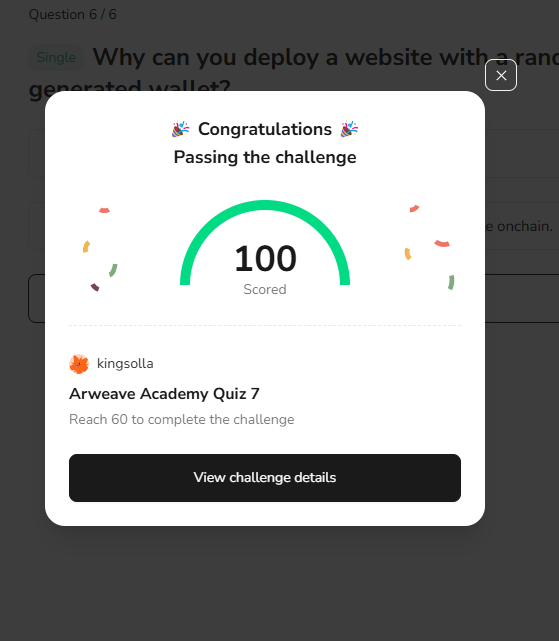 Question 6 / 6
Single Why can you deploy a website with a rand
generated wallet?
Congratulations
Passing the challenge
e onchain.
100
Scored
kingsolla
Arweave Academy Quiz 7
Reach 60 to complete the challenge
View challenge details